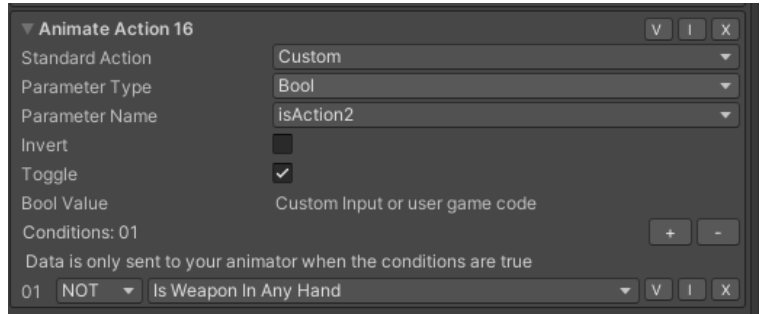 Animate Action 16 V I X
Standard Action Custom
Parameter Type Bool
Parameter Name isAction2
Invert
Toggle
Bool Value Custom Input or user game code
Conditions: 01 + -
Data is only sent to your animator when the conditions are true
01 NOT Is Weapon In Any Hand V I X